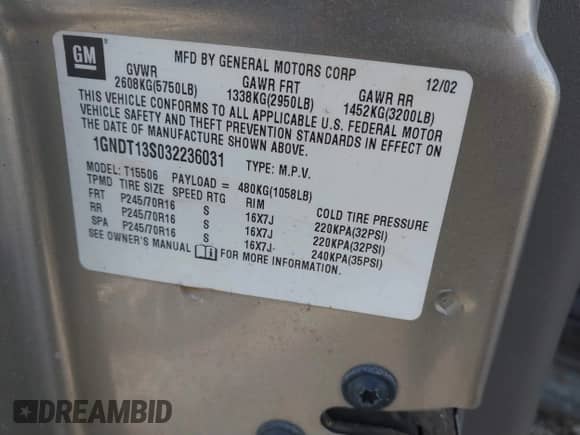 GM
MFD BY GENERAL MOTORS CORP 12/02
GVWR GAWR FRT GAWR RR
2608KG(5750LB) 1338KG(2950LB) 1452KG(3200LB)
THIS VEHICLE CONFORMS TO ALL APPLICABLE U.S. FEDERAL MOTOR
VEHICLE SAFETY AND THEFT PREVENTION STANDARDS IN EFFECT ON
THE DATE OF MANUFACTURE SHOWN ABOVE.
1GNDT13S032236031 TYPE: M.P.V.
MODEL: T15506 PAYLOAD = 480KG(1058LB)
TPMD TIRE SIZE SPEED RTG RIM COLD TIRE PRESSURE
FRT P245/70R16 S 16X7J 220KPA(32PSI)
RR P245/70R16 S 16X7J 220KPA(32PSI)
SPA P245/70R16 S 16X7J 240KPA(35PSI)
SEE OWNER'S MANUAL FOR MORE INFORMATION.
DREAMBID